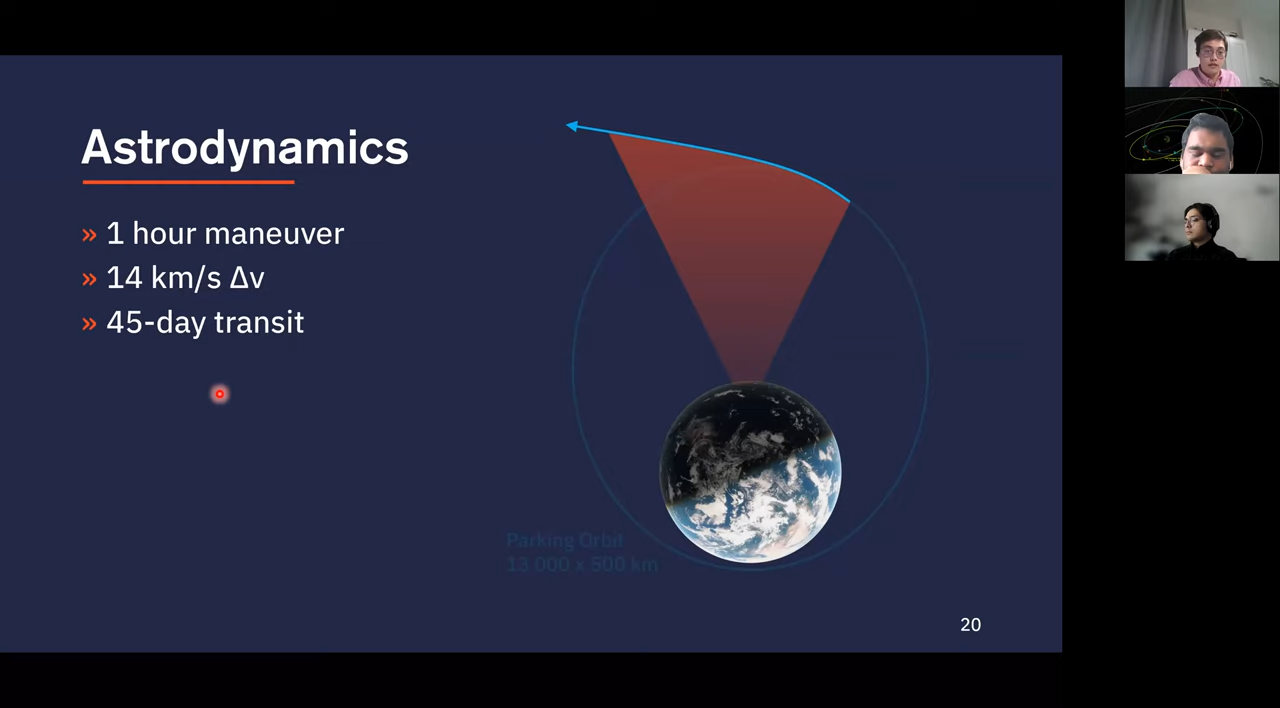 Astrodynamics
» 1 hour maneuver
» 14 km/s Δv
» 45-day transit
Parking Orbit
13 000 x 500 km
20